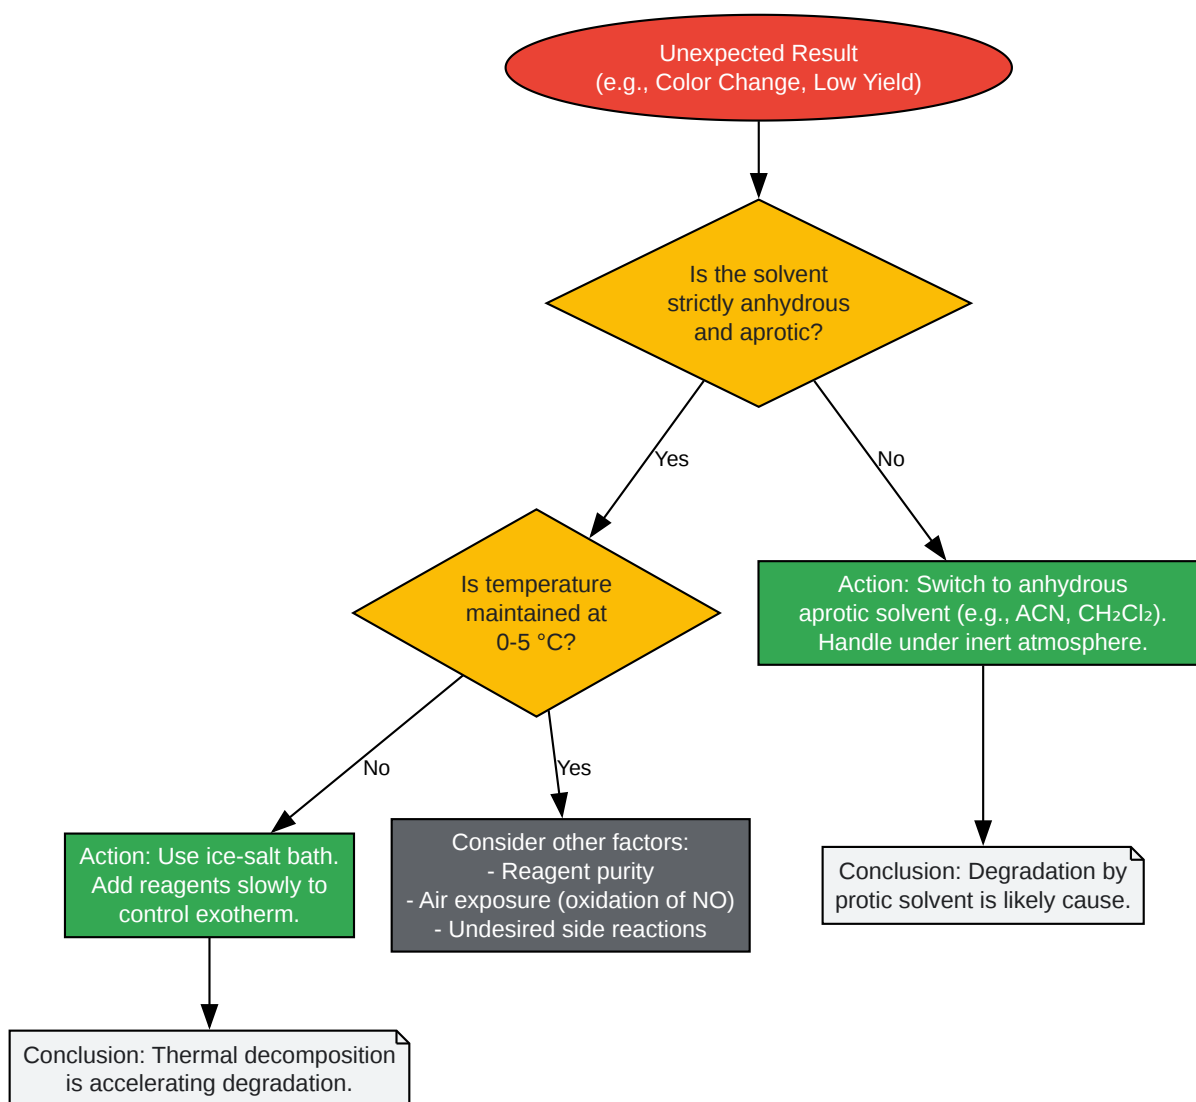 Unexpected Result
(e.g., Color Change, Low Yield)
Is the solvent
strictly anhydrous
and aprotic?
Yes
No
Is temperature
maintained at
0-5 °C?
Action: Switch to anhydrous
aprotic solvent (e.g., ACN, CH₂Cl₂).
Handle under inert atmosphere.
No
Yes
Action: Use ice-salt bath.
Add reagents slowly to
control exotherm.
Consider other factors:
- Reagent purity
- Air exposure (oxidation of NO)
- Undesired side reactions
Conclusion: Degradation by
protic solvent is likely cause.
Conclusion: Thermal decomposition
is accelerating degradation.